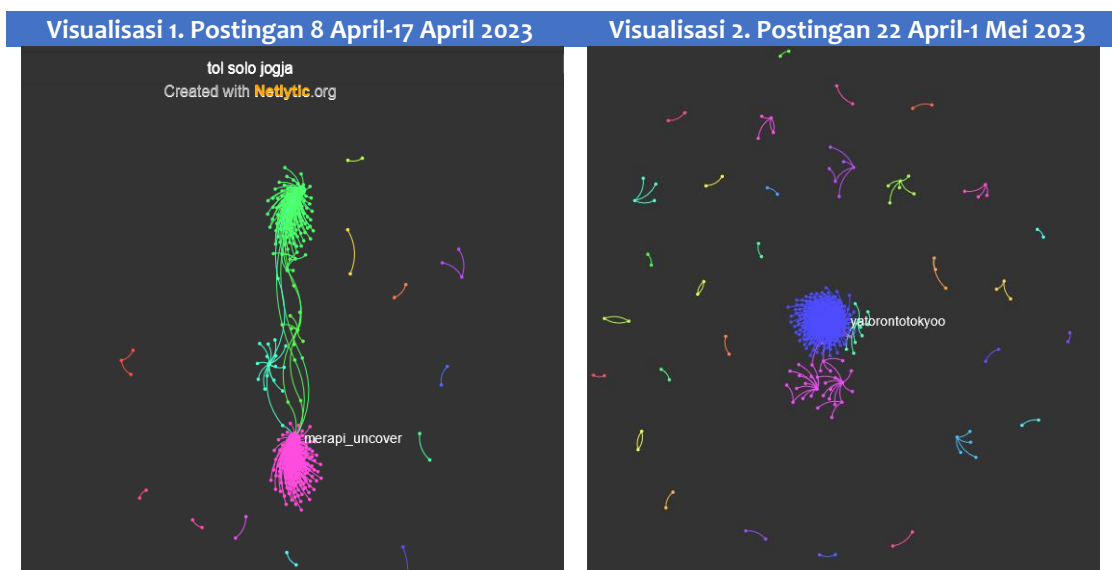 Visualisasi 1. Postingan 8 April-17 April 2023
Visualisasi 2. Postingan 22 April-1 Mei 2023
tol solo jogja
Created with Netlytic.org
merapi_uncover
yatorontotokyoo